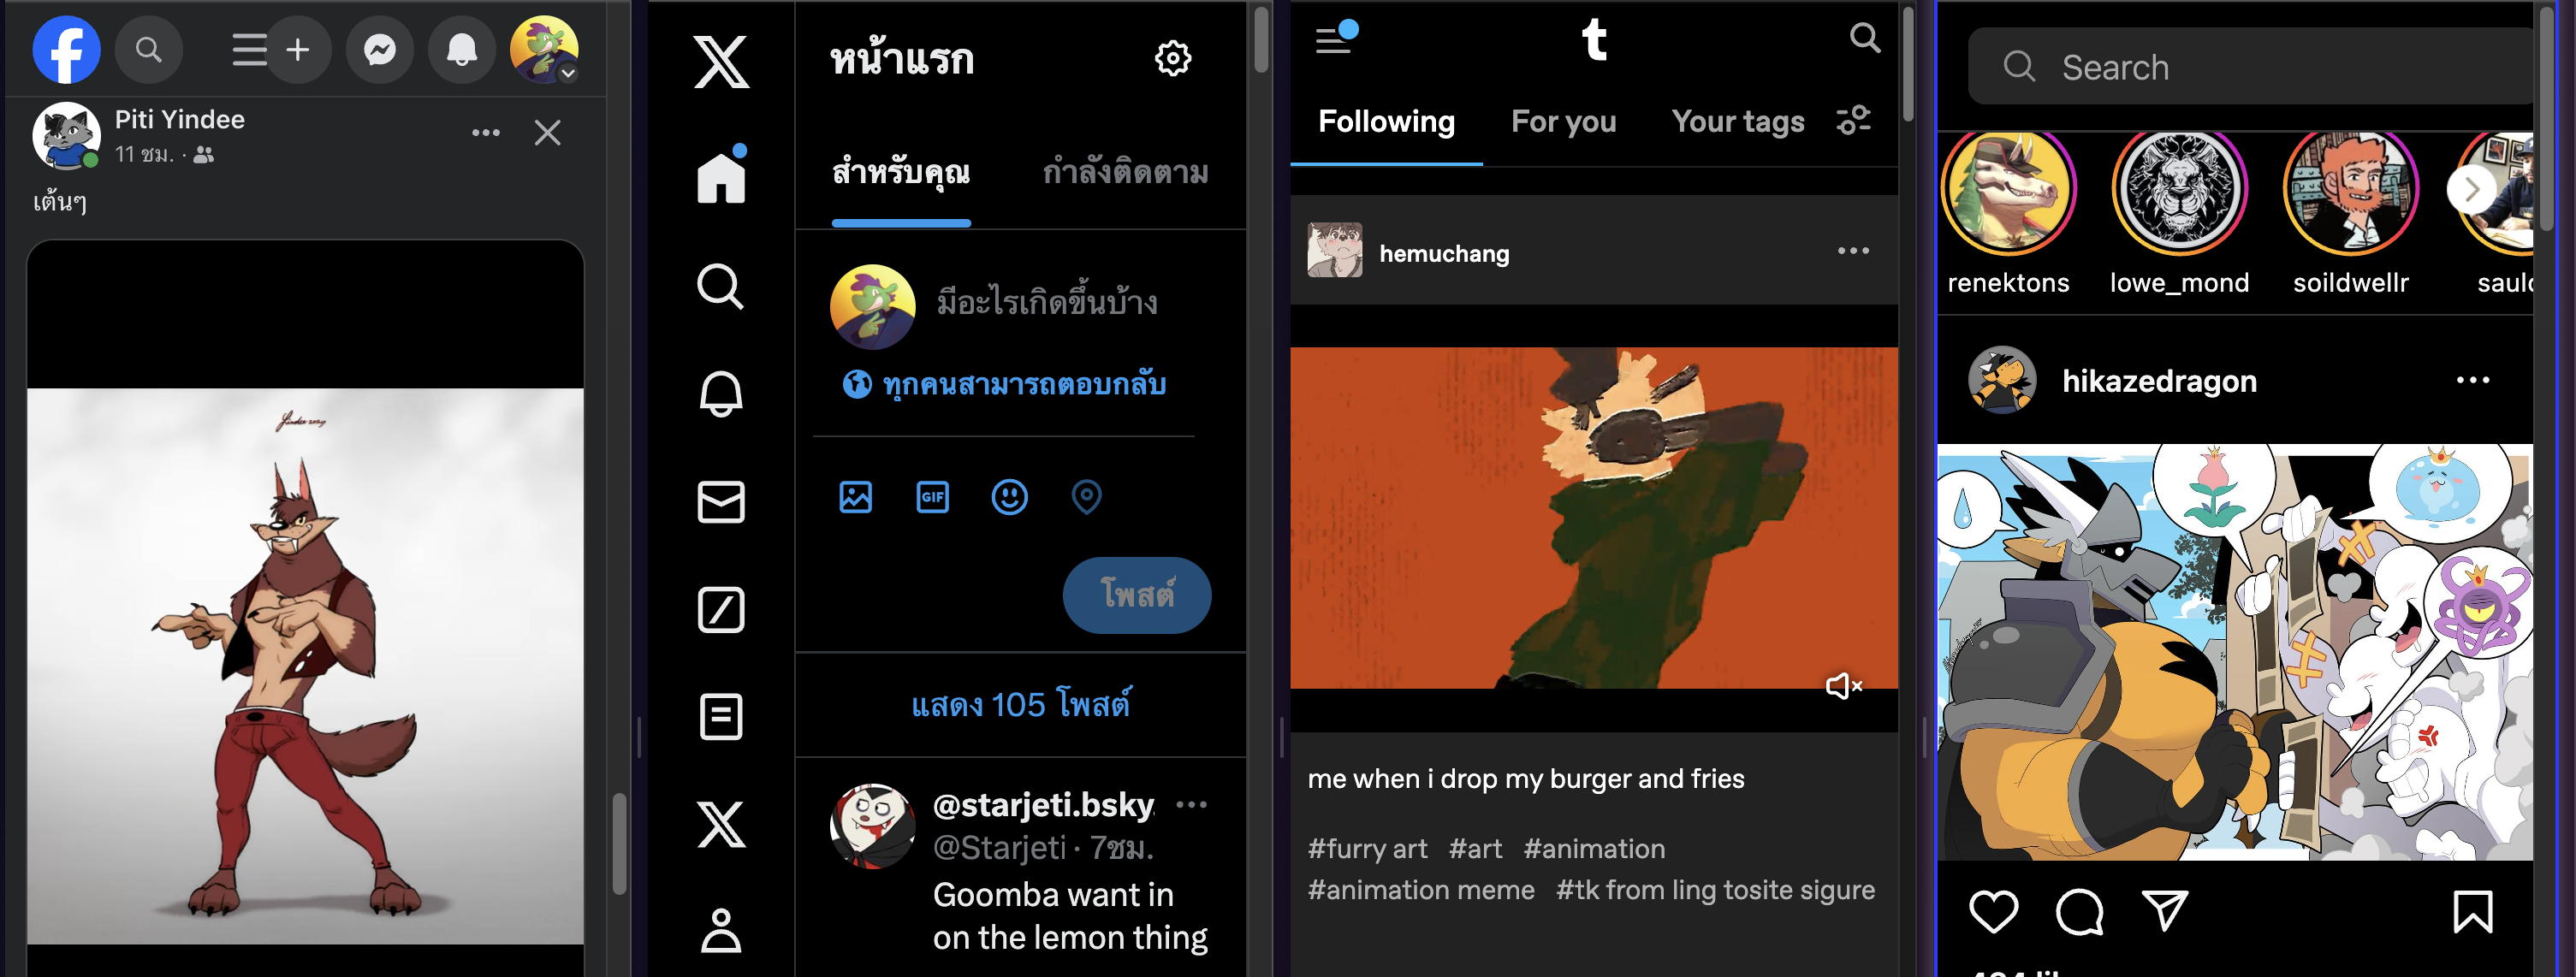 Piti Yindee
11 ชม. ·
เต้นๆ
หน้าแรก
สำหรับคุณ
กำลังติดตาม
มีอะไรเกิดขึ้นบ้าง
ทุกคนสามารถตอบกลับ
GIF
โพสต์
แสดง 105 โพสต์
@starjeti.bsky.
@Starjeti · 7ชม.
Goomba want in
on the lemon thing
Following
For you
Your tags
hemuchang
me when i drop my burger and fries
#furry art #art #animation
#animation meme #tk from ling tosite sigure
Search
renektons
lowe_mond
soildwellr
hikazedragon